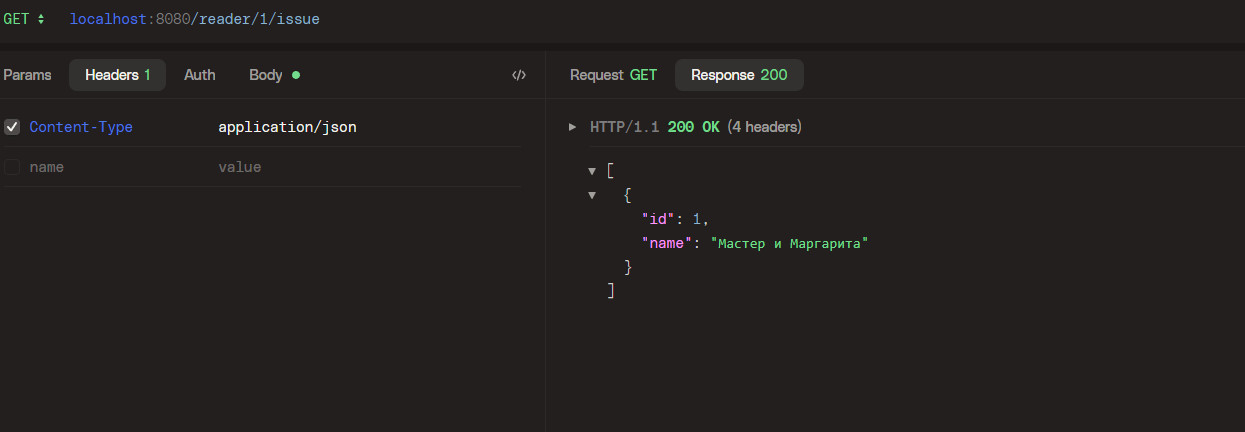 GET localhost:8080/reader/1/issue
Params Headers 1 Auth Body </>
Request GET Response 200
Content-Type application/json
name value
HTTP/1.1 200 OK (4 headers)
[
{
"id": 1,
"name": "Мастер и Маргарита"
}
]